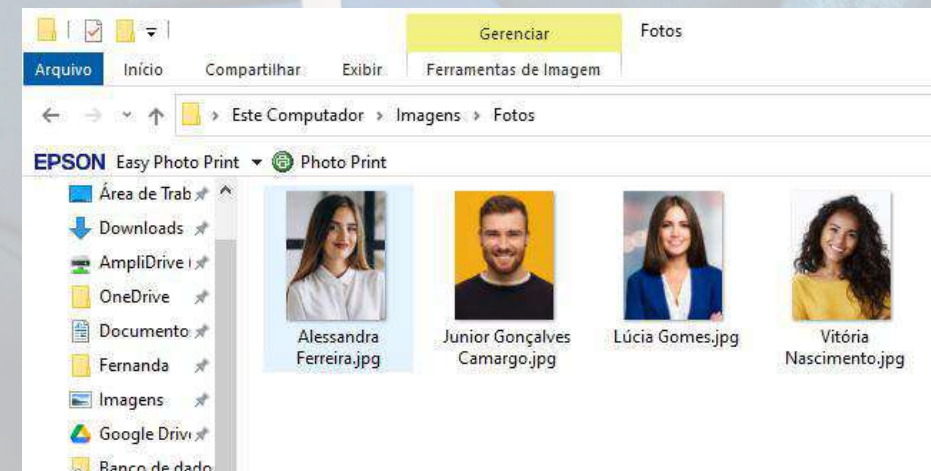 Gerenciar
Fotos
Arquivo
Início
Compartilhar
Exibir
Ferramentas de Imagem
Este Computador > Imagens > Fotos
EPSON Easy Photo Print
Photo Print
Área de Trab
Downloads
AmpliDrive (
OneDrive
Documento
Fernanda
Imagens
Google Driv
Banco de dado
Alessandra
Ferreira.jpg
Junior Gonçalves
Camargo.jpg
Lúcia Gomes.jpg
Vitória
Nascimento.jpg